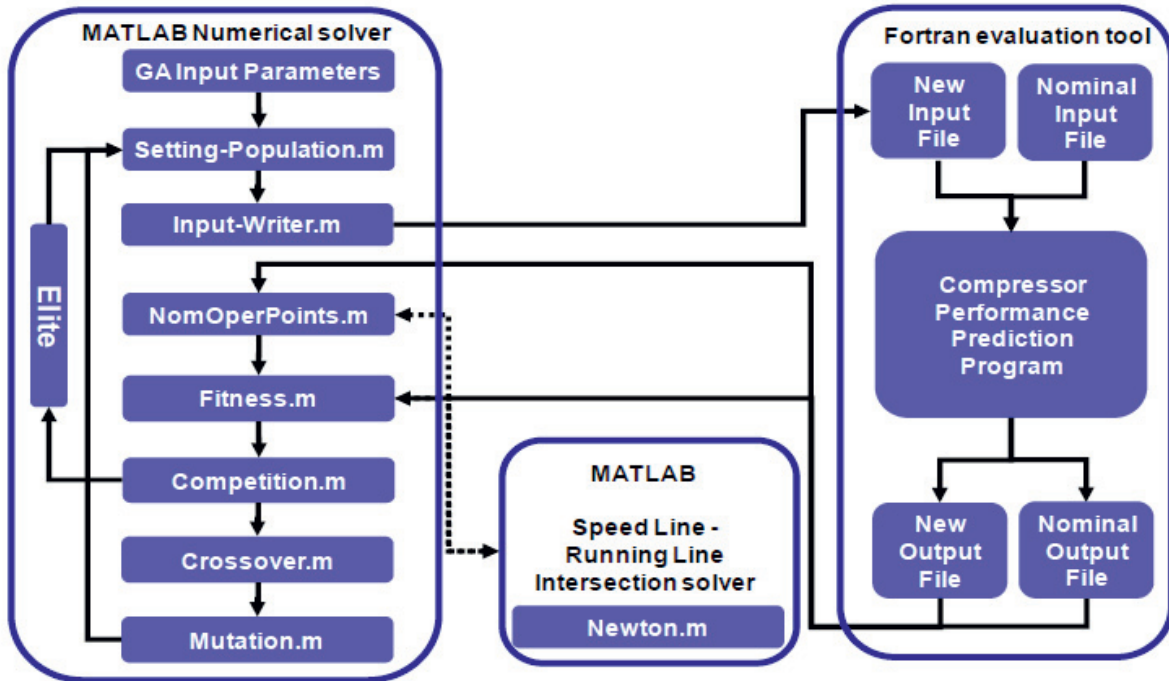 MATLAB Numerical solver
GA Input Parameters
Setting-Population.m
Input-Writer.m
NomOperPoints.m
Fitness.m
Competition.m
Crossover.m
Mutation.m
Elite
MATLAB
Speed Line -
Running Line
Intersection solver
Newton.m
Fortran evaluation tool
New
Input
File
Nominal
Input
File
Compressor
Performance
Prediction
Program
New
Output
File
Nominal
Output
File